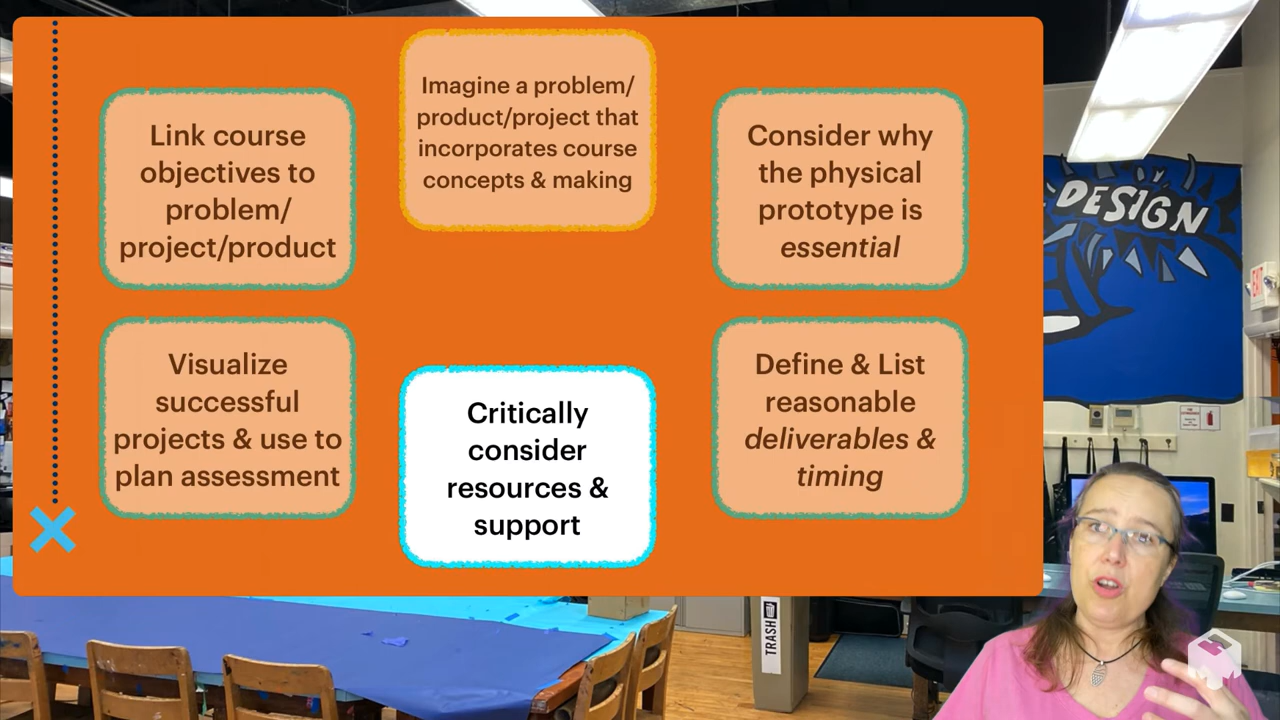 Imagine a problem/
product/project that
incorporates course
concepts & making
Link course
objectives to
problem/
project/product
Consider why
the physical
prototype is
essential
Visualize
successful
projects & use to
plan assessment
Critically
consider
resources &
support
Define & List
reasonable
deliverables &
timing
DESIGN
EXIT
TRASH